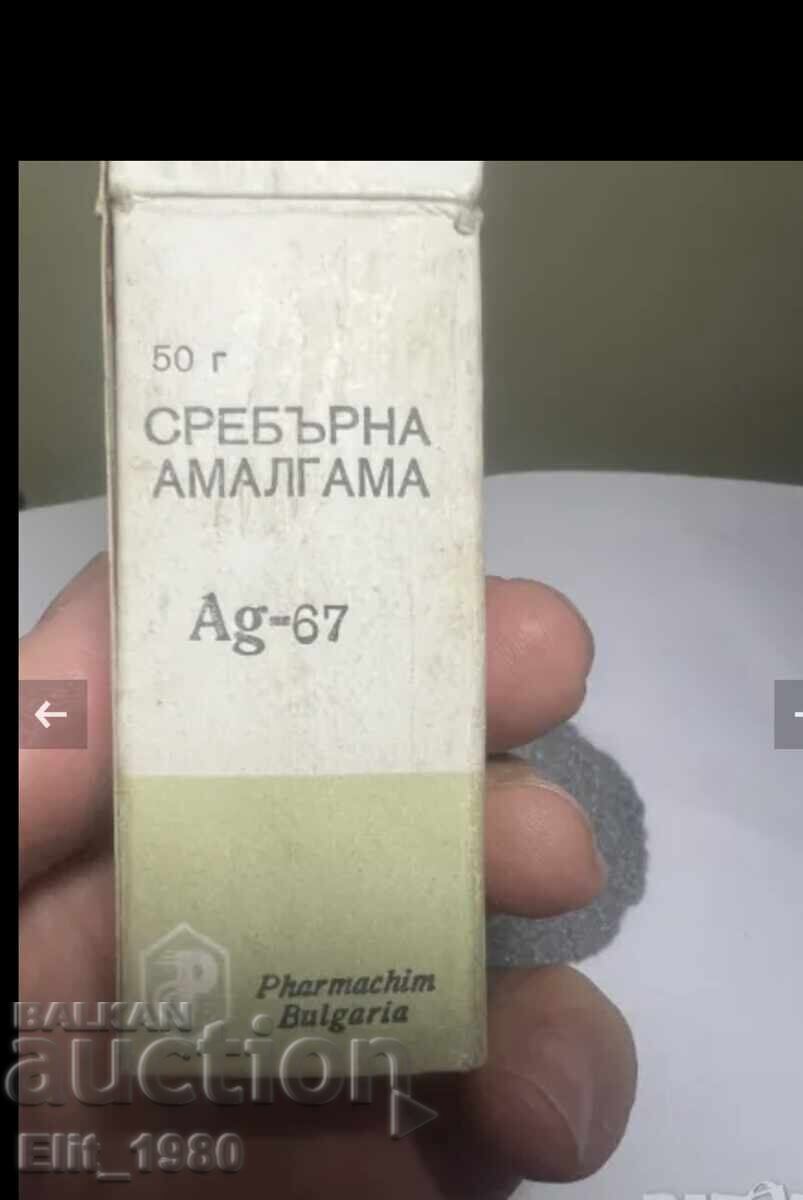 50 г
СРЕБЪРНА
АМАЛГАМА
Ag-67
Pharmachim
Bulgaria
BALKAN
auction
Elit_1980